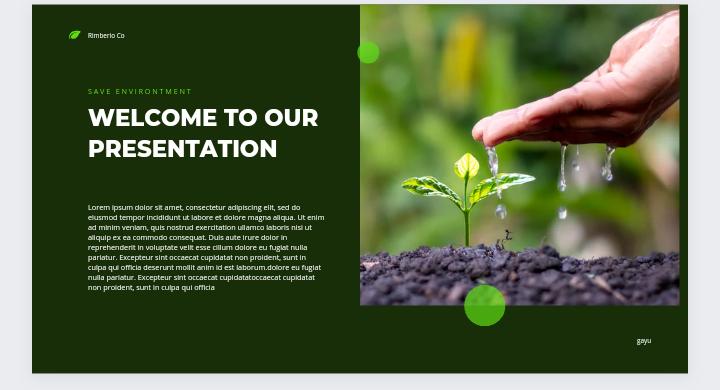 Rimberio Co
SAVE ENVIRONTMENT
WELCOME TO OUR
PRESENTATION
Lorem ipsum dolor sit amet, consectetur adipiscing elit, sed do
eiusmod tempor incididunt ut labore et dolore magna aliqua. Ut enim
ad minim veniam, quis nostrud exercitation ullamco laboris nisi ut
aliquip ex ea commodo consequat. Duis aute irure dolor in
reprehenderit in voluptate velit esse cillum dolore eu fugiat nulla
pariatur. Excepteur sint occaecat cupidatat non proident, sunt in
culpa qui officia deserunt mollit anim id est laborum.dolore eu fugiat
nulla pariatur. Excepteur sint occaecat cupidatatoccaecat cupidatat
non proident, sunt in culpa qui officia
gayu